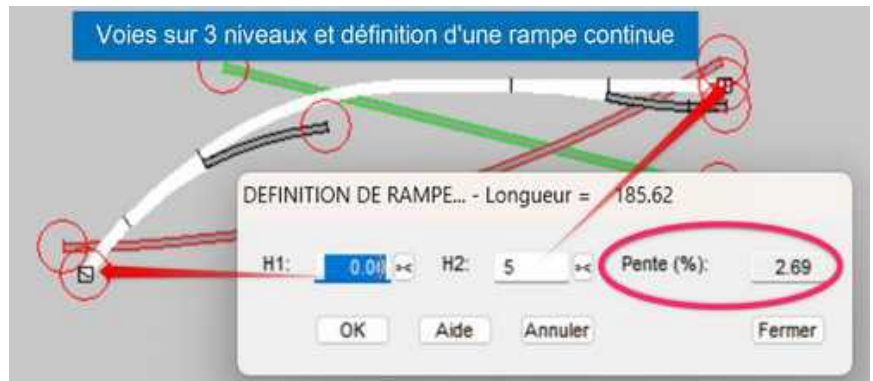 Voies sur 3 niveaux et définition d'une rampe continue
DEFINITION DE RAMPE... - Longueur = 185.62
H1: 0.00 H2: 5 Pente (%): 2.69
OK Aide Annuler Fermer